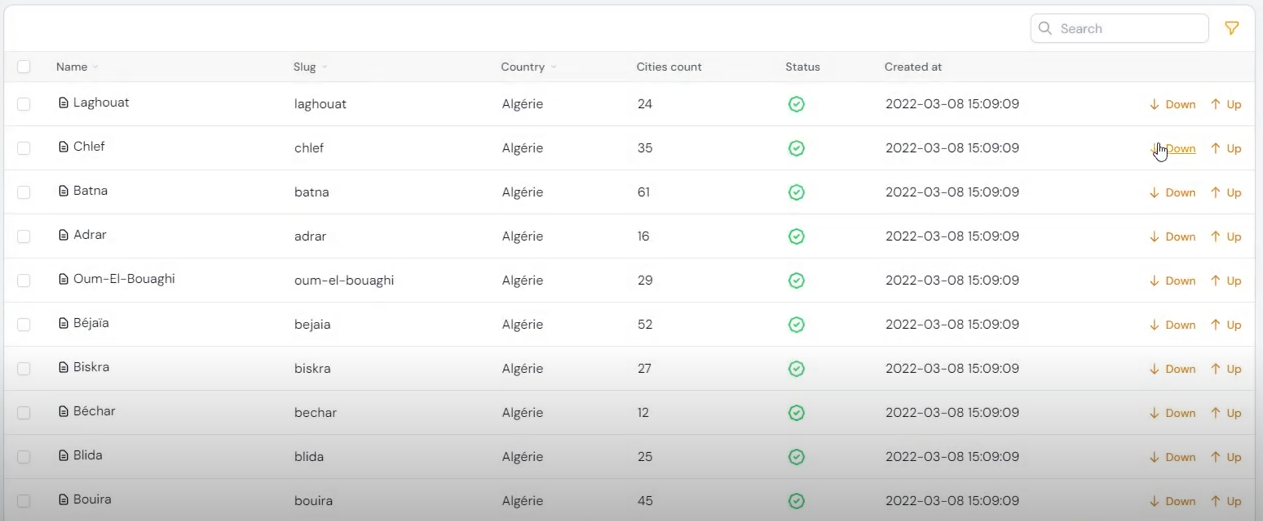 Search
Name Slug Country Cities count Status Created at
Laghouat laghouat Algérie 24 2022-03-08 15:09:09 Down Up
Chlef chlef Algérie 35 2022-03-08 15:09:09 Down Up
Batna batna Algérie 61 2022-03-08 15:09:09 Down Up
Adrar adrar Algérie 16 2022-03-08 15:09:09 Down Up
Oum-El-Bouaghi oum-el-bouaghi Algérie 29 2022-03-08 15:09:09 Down Up
Béjaïa bejaia Algérie 52 2022-03-08 15:09:09 Down Up
Biskra biskra Algérie 27 2022-03-08 15:09:09 Down Up
Béchar bechar Algérie 12 2022-03-08 15:09:09 Down Up
Blida blida Algérie 25 2022-03-08 15:09:09 Down Up
Bouira bouira Algérie 45 2022-03-08 15:09:09 Down Up